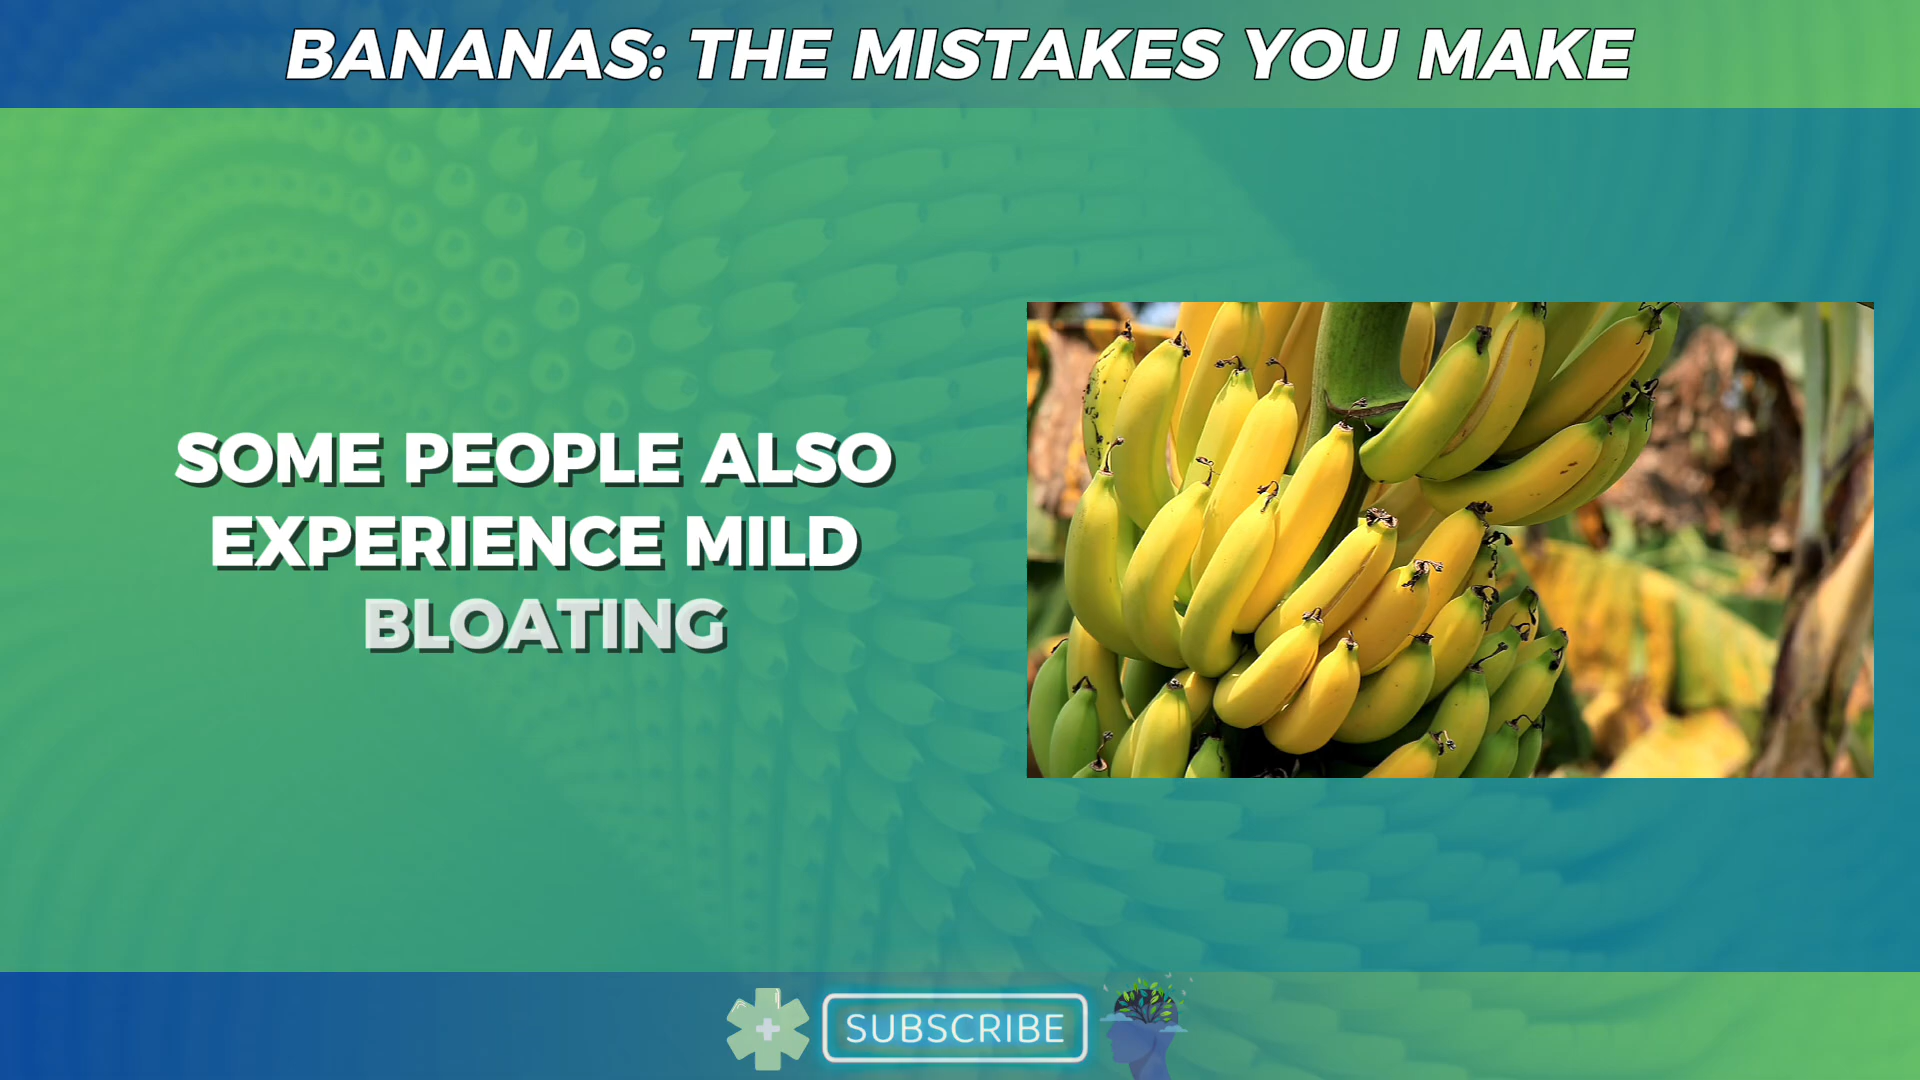 BANANAS: THE MISTAKES YOU MAKE
SOME PEOPLE ALSO
EXPERIENCE MILD
BLOATING
SUBSCRIBE